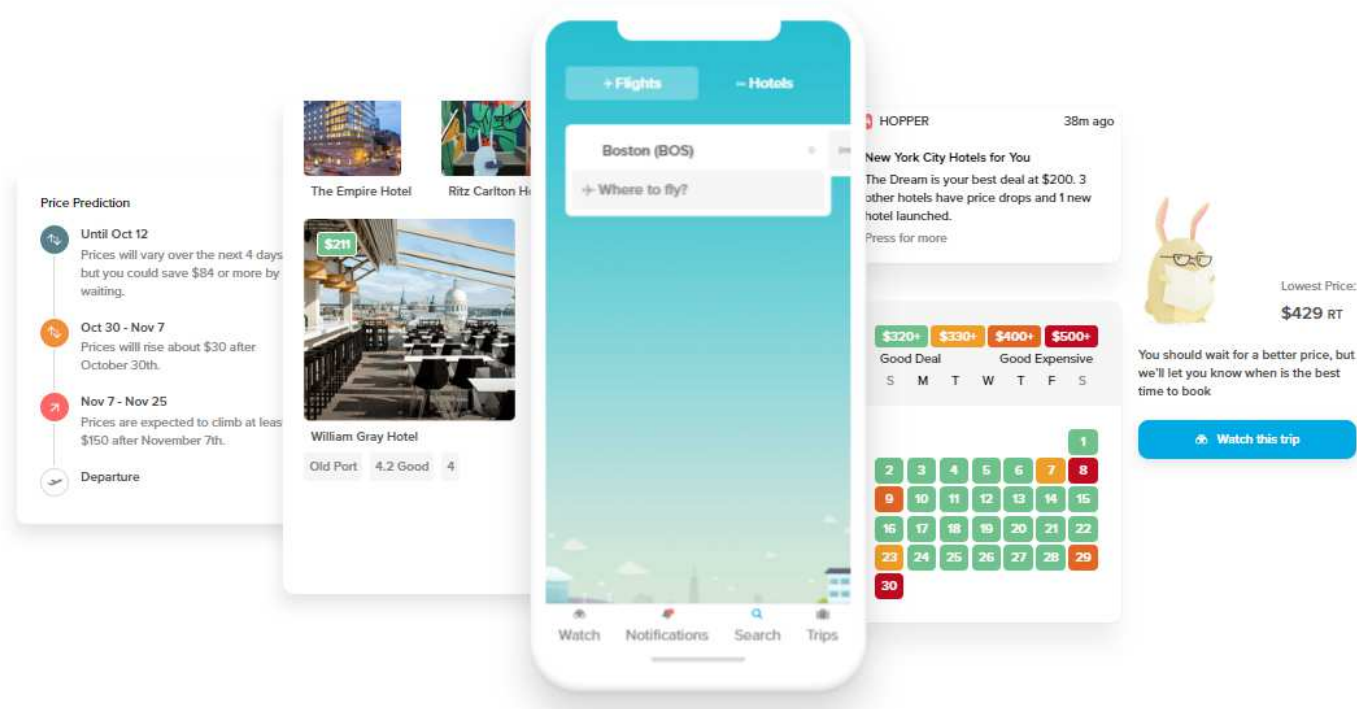 Price Prediction
Until Oct 12
Prices will vary over the next 4 days
but you could save $84 or more by
waiting.
Oct 30 - Nov 7
Prices willl rise about $30 after
October 30th.
Nov 7 - Nov 25
Prices are expected to climb at leas
$150 after November 7th.
Departure
The Empire Hotel
Ritz Carlton H
$211
William Gray Hotel
Old Port 4.2 Good 4
Flights Hotels
Boston (BOS)
Where to fly?
Watch Notifications Search Trips
HOPPER 38m ago
New York City Hotels for You
The Dream is your best deal at $200. 3
other hotels have price drops and 1 new
hotel launched.
Press for more
$320+ $330+ $400+ $500+
Good Deal Good Expensive
S M T W T F S
1
2 3 4 5 6 7 8
9 10 11 12 13 14 15
16 17 18 19 20 21 22
23 24 25 26 27 28 29
30
Lowest Price:
$429 RT
You should wait for a better price, but
we'll let you know when is the best
time to book
Watch this trip